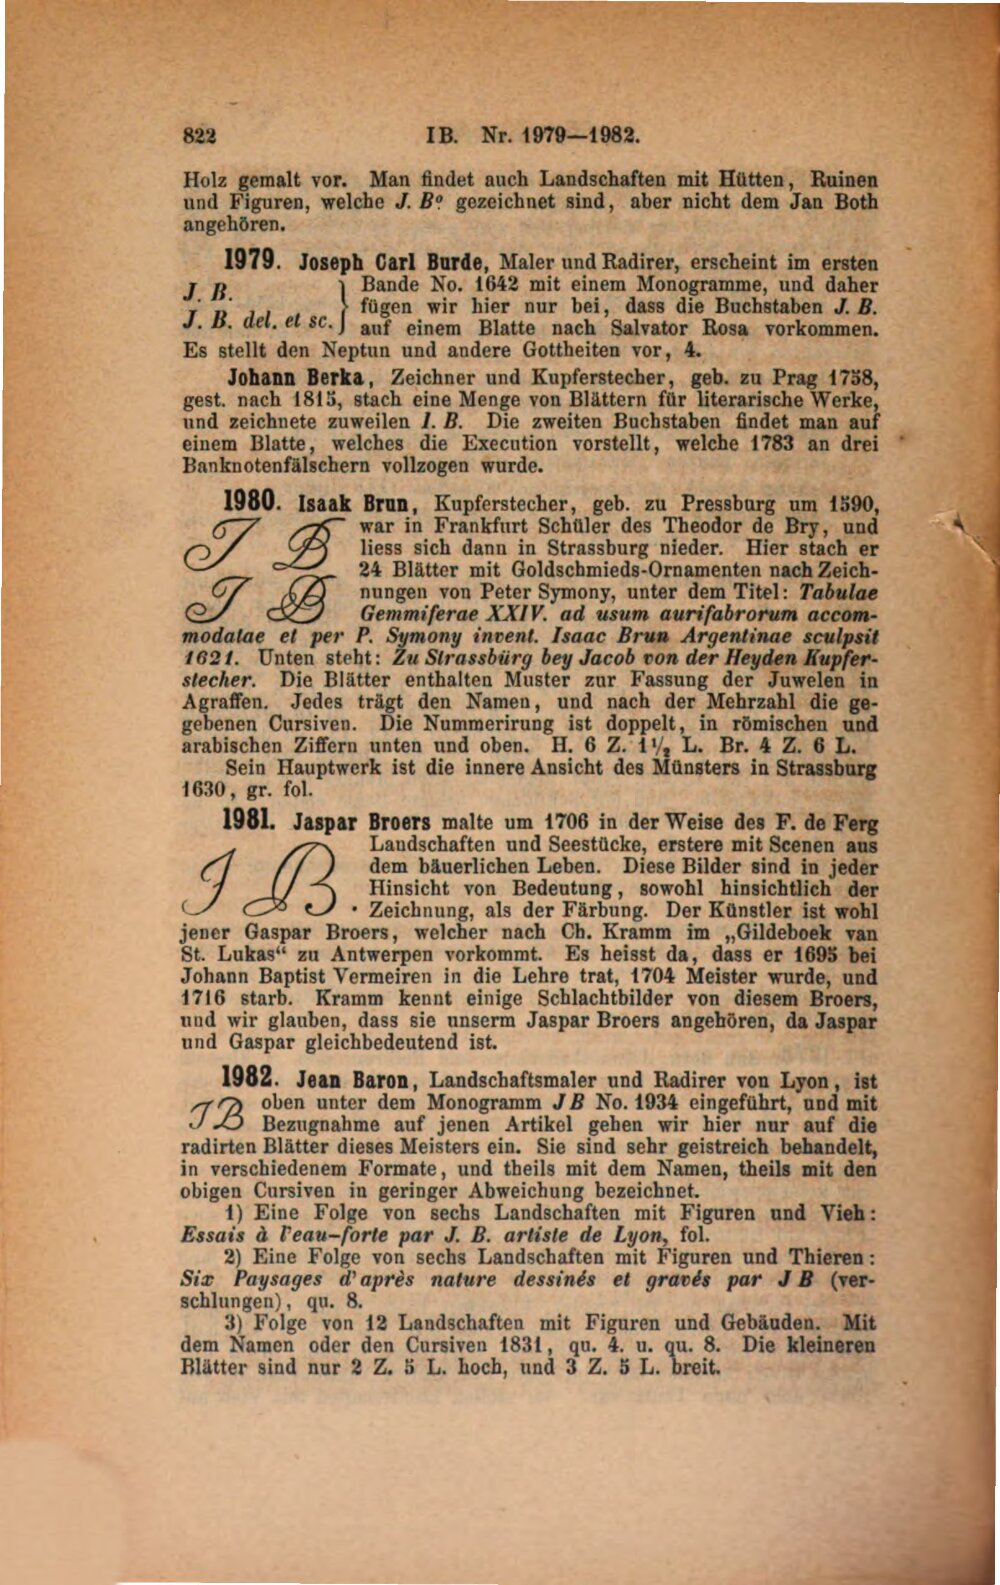 822 IB. Nr. 1979—1982.
Holz gemalt vor. Man findet auch Landschaften mit Hütten, Ruinen
und Figuren, welche J. Bº gezeichnet sind, aber nicht dem Jan Both
angehören.
1979. Joseph Carl Burde, Maler und Radirer, erscheint im ersten
J. B. } Bande No. 1642 mit einem Monogramme, und daher
fügen wir hier nur bei, dass die Buchstaben J. B.
J. B. del. et sc. auf einem Blatte nach Salvator Rosa vorkommen.
Es stellt den Neptun und andere Gottheiten vor, 4.
Johann Berka, Zeichner und Kupferstecher, geb. zu Prag 1758,
gest. nach 1815, stach eine Menge von Blättern für literarische Werke,
und zeichnete zuweilen I. B. Die zweiten Buchstaben findet man auf
einem Blatte, welches die Execution vorstellt, welche 1783 an drei
Banknotenfälschern vollzogen wurde.
1980. Isaak Brun, Kupferstecher, geb. zu Pressburg um 1590,
J B war in Frankfurt Schüler des Theodor de Bry, und
liess sich dann in Strassburg nieder. Hier stach er
24 Blätter mit Goldschmieds-Ornamenten nach Zeich-
J B nungen von Peter Symony, unter dem Titel: Tabulae
Gemmiferae XXIV. ad usum aurifabrorum accom-
modatae et per P. Symony invent. Isaac Brun Argentinae sculpsit
1621. Unten steht: Zu Strassbürg bey Jacob von der Heyden Kupfer-
stecher. Die Blätter enthalten Muster zur Fassung der Juwelen in
Agraffen. Jedes trägt den Namen, und nach der Mehrzahl die ge-
gebenen Cursiven. Die Nummerirung ist doppelt, in römischen und
arabischen Ziffern unten und oben. H. 6 Z. 1½ L. Br. 4 Z. 6 L.
Sein Hauptwerk ist die innere Ansicht des Münsters in Strassburg
1630, gr. fol.
1981. Jaspar Broers malte um 1706 in der Weise des F. de Ferg
Landschaften und Seestücke, erstere mit Scenen aus
J B dem bäuerlichen Leben. Diese Bilder sind in jeder
Hinsicht von Bedeutung, sowohl hinsichtlich der
Zeichnung, als der Färbung. Der Künstler ist wohl
jener Gaspar Broers, welcher nach Ch. Kramm im „Gildeboek van
St. Lukas“ zu Antwerpen vorkommt. Es heisst da, dass er 1695 bei
Johann Baptist Vermeiren in die Lehre trat, 1704 Meister wurde, und
1716 starb. Kramm kennt einige Schlachtbilder von diesem Broers,
und wir glauben, dass sie unserm Jaspar Broers angehören, da Jaspar
und Gaspar gleichbedeutend ist.
1982. Jean Baron, Landschaftsmaler und Radirer von Lyon, ist
JB oben unter dem Monogramm JB No. 1934 eingeführt, und mit
Bezugnahme auf jenen Artikel gehen wir hier nur auf die
radirten Blätter dieses Meisters ein. Sie sind sehr geistreich behandelt,
in verschiedenem Formate, und theils mit dem Namen, theils mit den
obigen Cursiven in geringer Abweichung bezeichnet.
1) Eine Folge von sechs Landschaften mit Figuren und Vieh:
Essais à l'eau-forte par J. B. artiste de Lyon, fol.
2) Eine Folge von sechs Landschaften mit Figuren und Thieren:
Six Paysages d'après nature dessinés et gravés par J B (ver-
schlungen), qu. 8.
3) Folge von 12 Landschaften mit Figuren und Gebäuden. Mit
dem Namen oder den Cursiven 1831, qu. 4. u. qu. 8. Die kleineren
Blätter sind nur 2 Z. 5 L. hoch, und 3 Z. 5 L. breit.